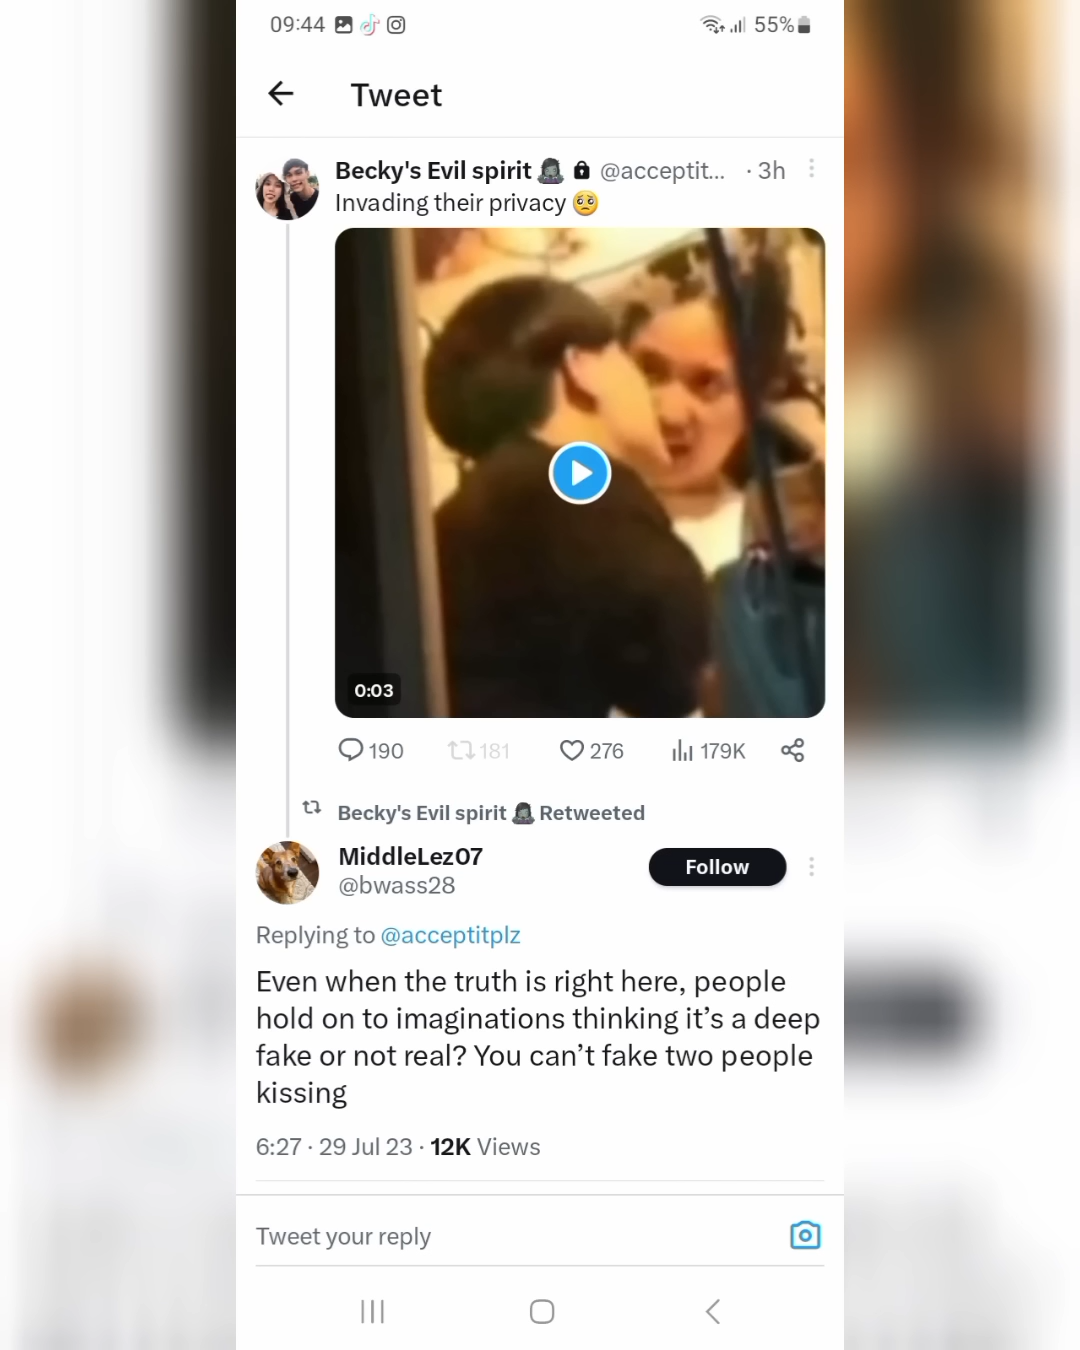 09:44 55%
Tweet
Becky's Evil spirit @acceptit... · 3h
Invading their privacy 🥺
0:03
190 181 276 179K
Becky's Evil spirit Retweeted
MiddleLez07
Follow
@bwass28
Replying to @acceptitplz
Even when the truth is right here, people
hold on to imaginations thinking it's a deep
fake or not real? You can't fake two people
kissing
6:27 · 29 Jul 23 · 12K Views
Tweet your reply